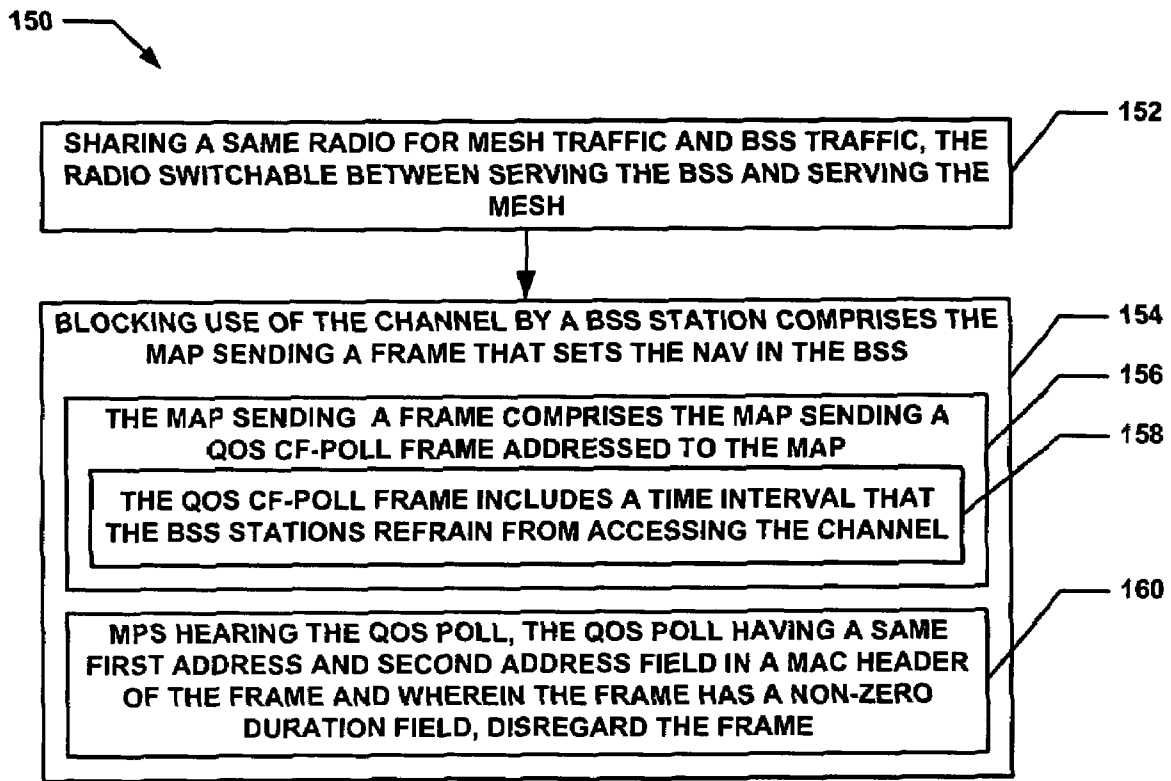 150
152
SHARING A SAME RADIO FOR MESH TRAFFIC AND BSS TRAFFIC, THE
RADIO SWITCHABLE BETWEEN SERVING THE BSS AND SERVING THE
MESH
154
BLOCKING USE OF THE CHANNEL BY A BSS STATION COMPRISES THE
MAP SENDING A FRAME THAT SETS THE NAV IN THE BSS
156
THE MAP SENDING A FRAME COMPRISES THE MAP SENDING A
QOS CF-POLL FRAME ADDRESSED TO THE MAP
158
THE QOS CF-POLL FRAME INCLUDES A TIME INTERVAL THAT
THE BSS STATIONS REFRAIN FROM ACCESSING THE CHANNEL
160
MPS HEARING THE QOS POLL, THE QOS POLL HAVING A SAME
FIRST ADDRESS AND SECOND ADDRESS FIELD IN A MAC HEADER
OF THE FRAME AND WHEREIN THE FRAME HAS A NON-ZERO
DURATION FIELD, DISREGARD THE FRAME